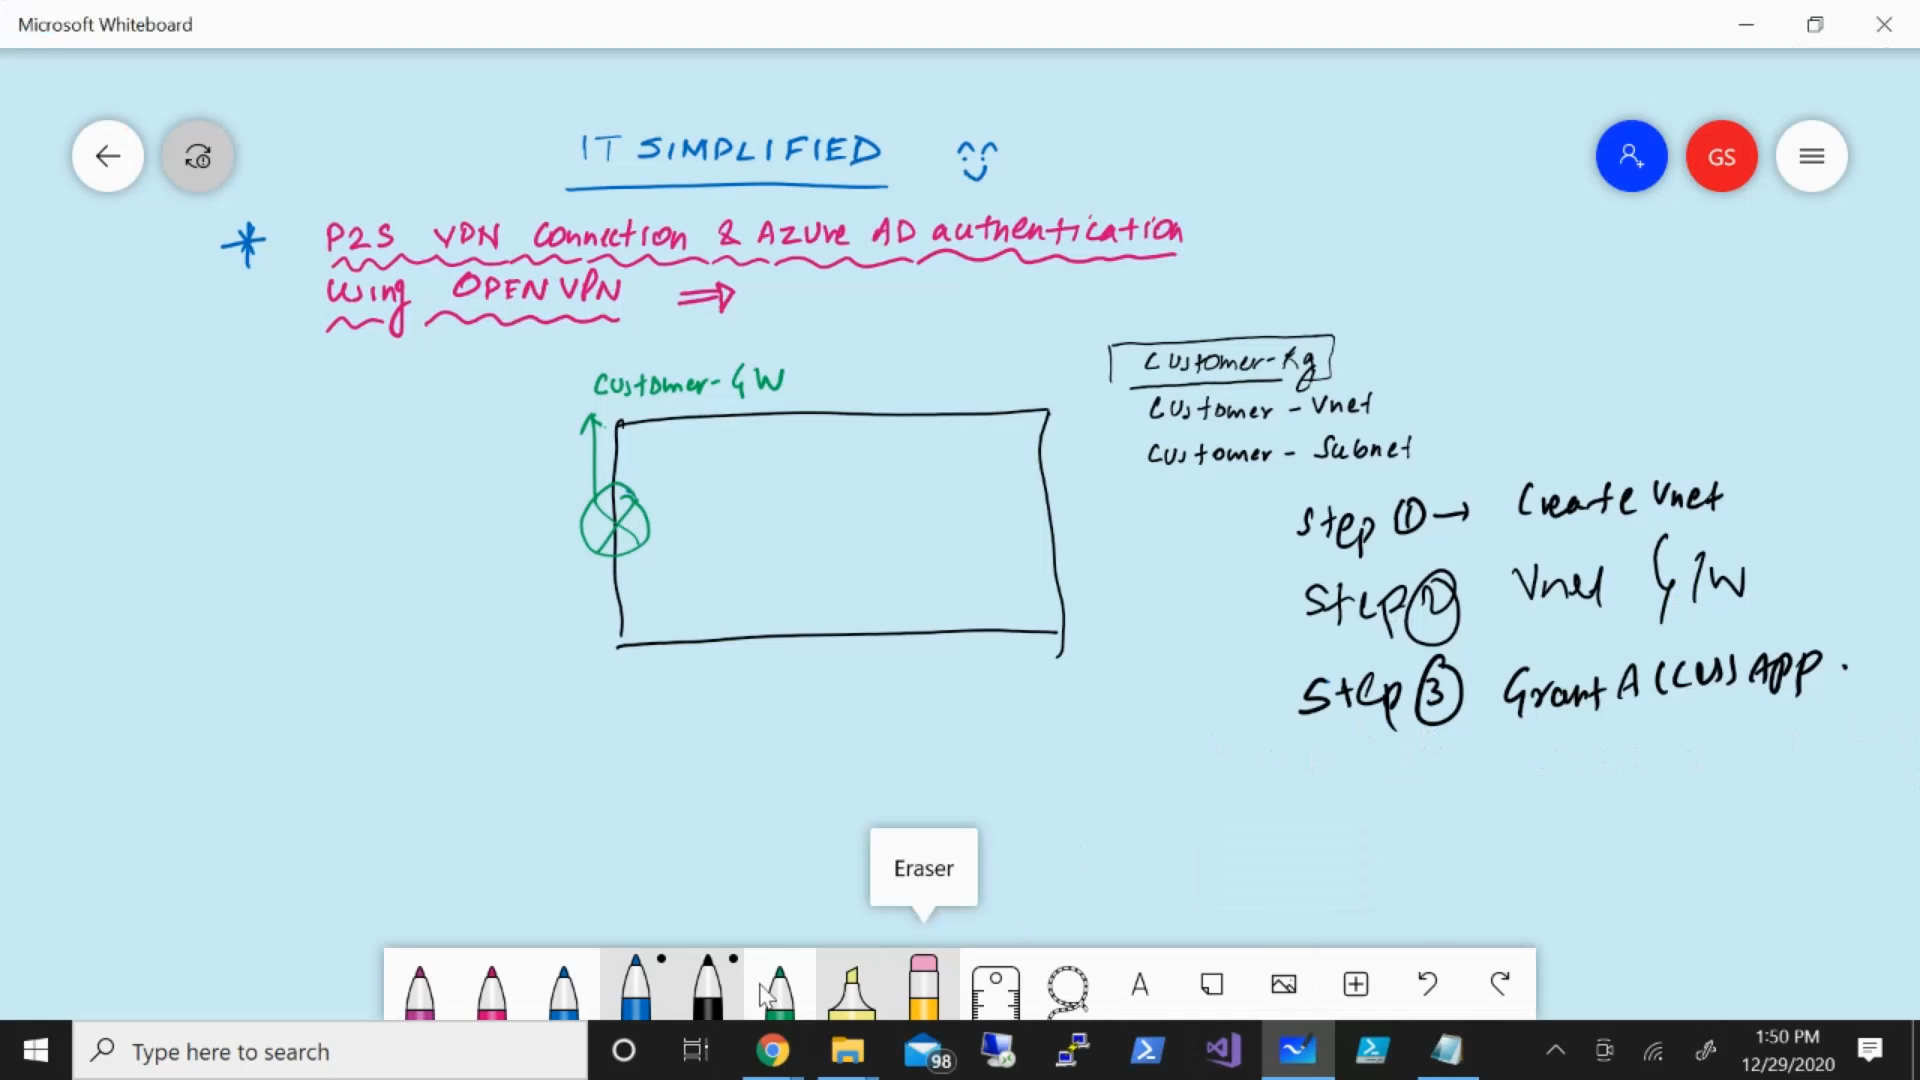 Microsoft Whiteboard
IT SIMPLIFIED
GS
P2S VPN Connection & AZure AD authentication
using OPENVPN
Customer-GW
Customer-Rg
Customer - Vnet
Customer - Subnet
Step 1 → Create Vnet
Step 2 Vnet G/W
Step 3 Grant Access App.
Eraser
A
Type here to search
98
1:50 PM
12/29/2020